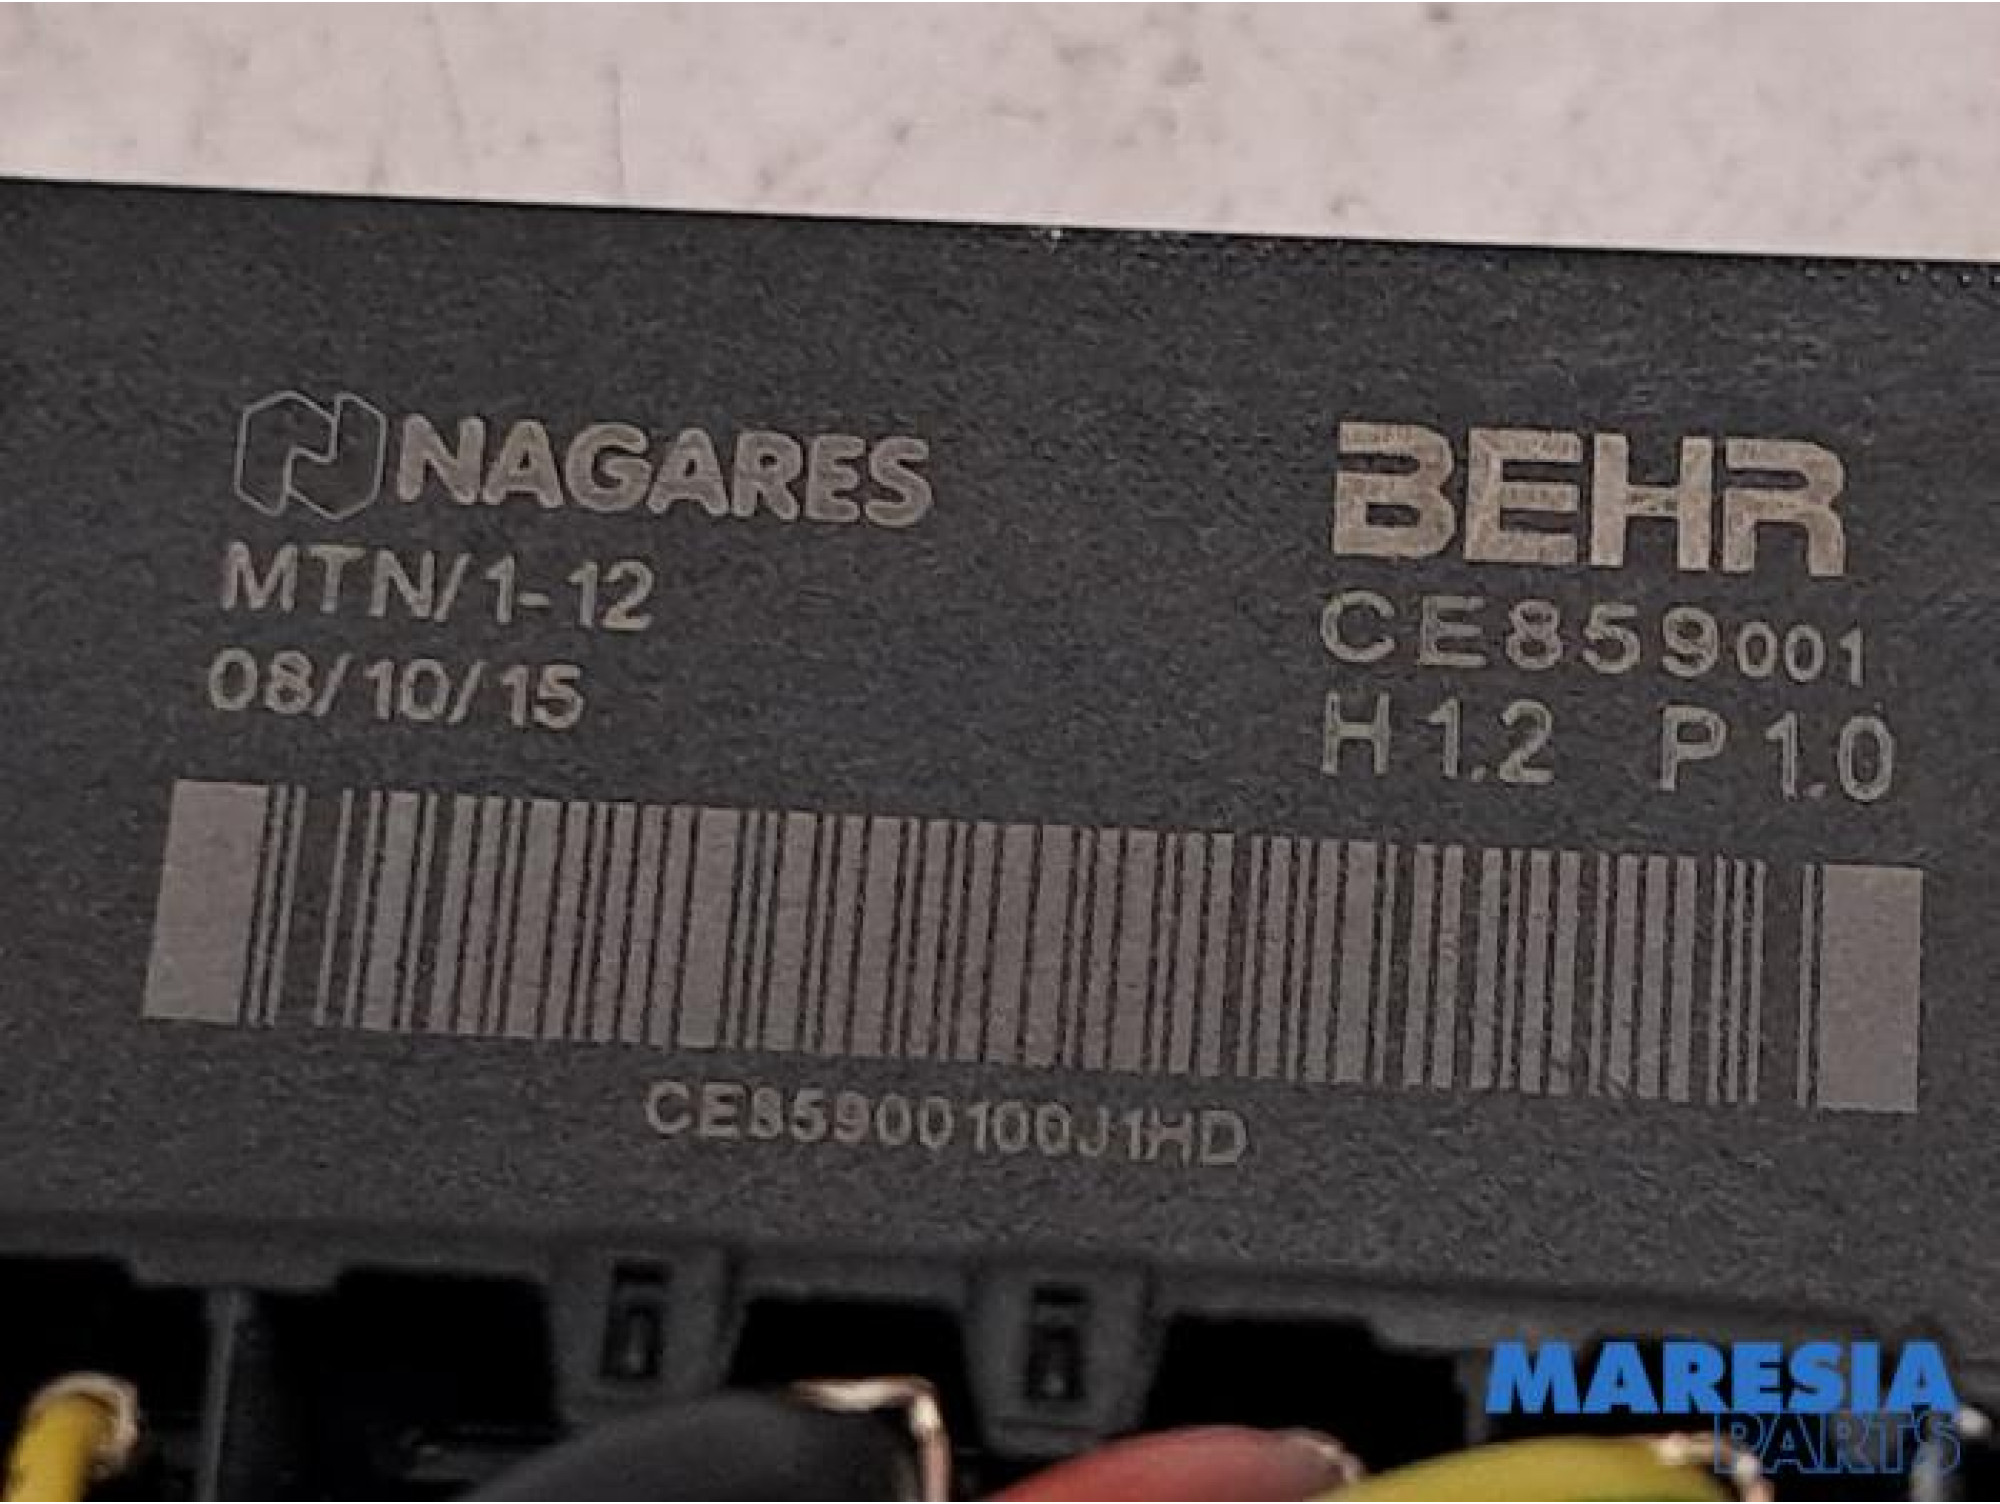 NAGARES
MTN/1-12
08/10/15
BEHR
CE859001
H1.2 P1.0
CE85900100J1HD
MARESIA
PARTS